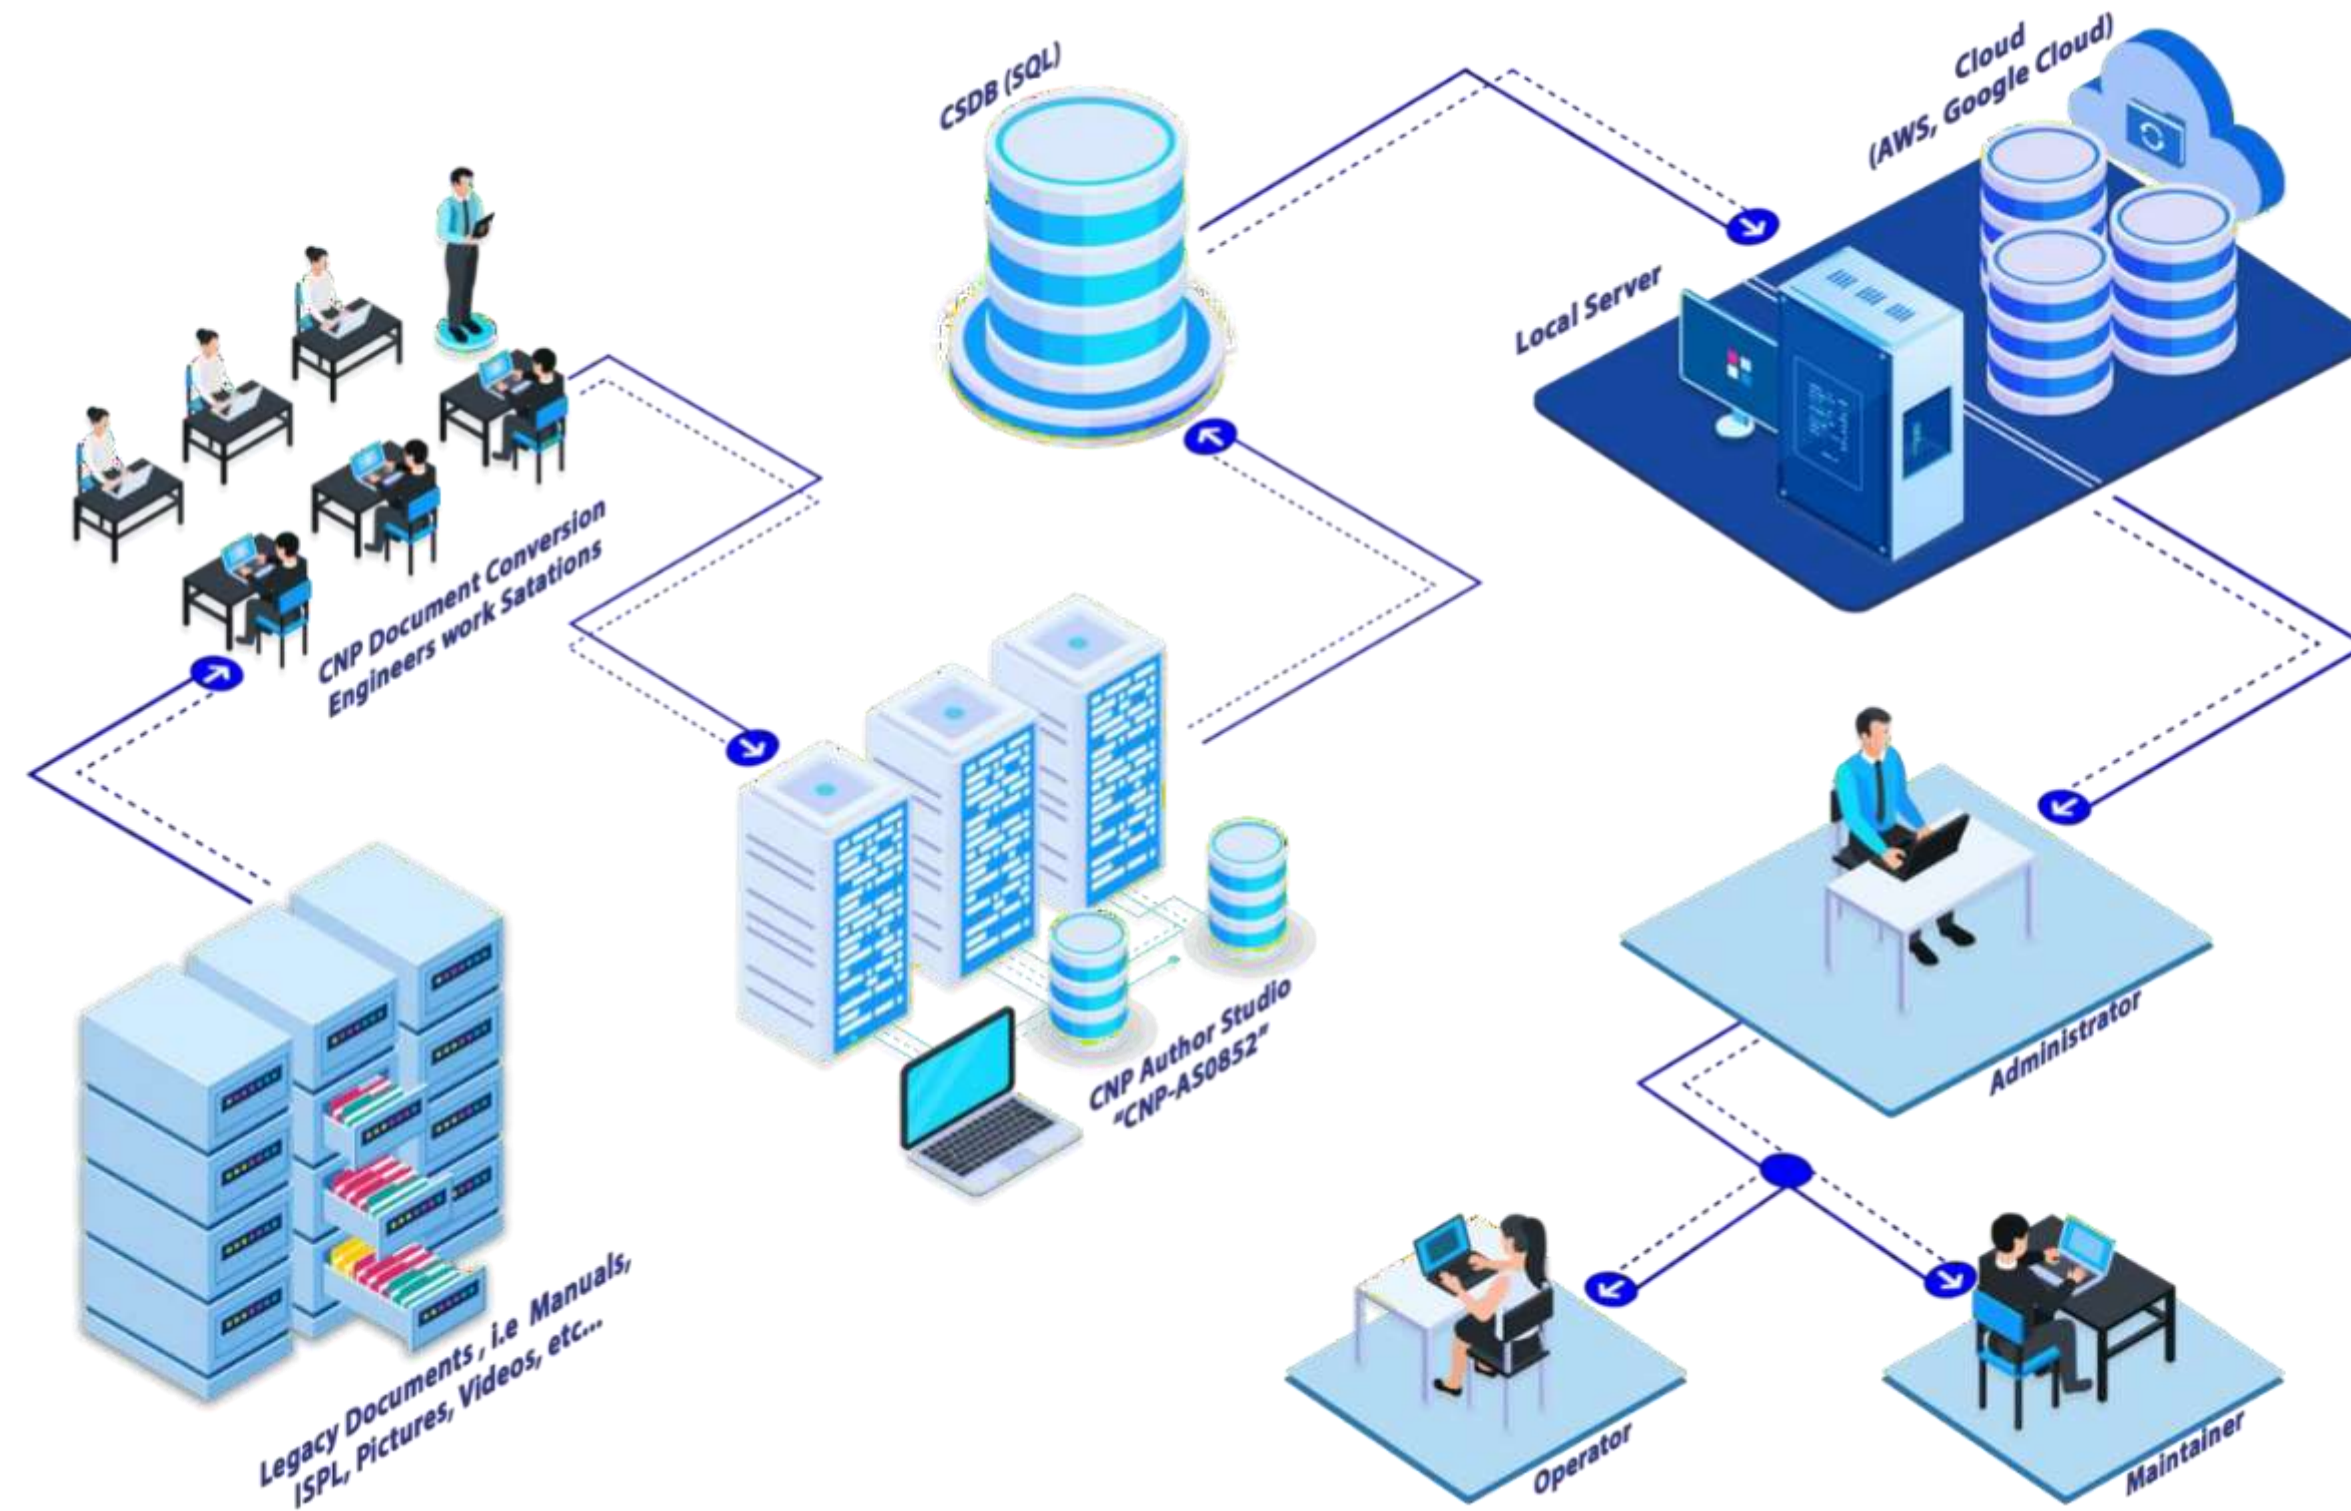 CSDB (SQL)
Cloud
(AWS, Google Cloud)
Local Server
CNP Document Conversion
Engineers work Satations
CNP Author Studio
"CNP-AS0852"
Administrator
Legacy Documents , i.e Manuals,
ISPL, Pictures, Videos, etc...
Operator
Maintainer